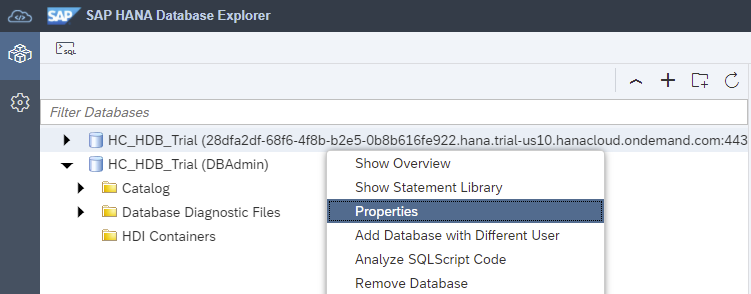 SAP SAP HANA Database Explorer
SQL
Filter Databases
HC_HDB_Trial (28dfa2df-68f6-4f8b-b2e5-0b8b616fe922.hana.trial-us10.hanacloud.ondemand.com:443
HC_HDB_Trial (DBAdmin)
Catalog
Database Diagnostic Files
HDI Containers
Show Overview
Show Statement Library
Properties
Add Database with Different User
Analyze SQLScript Code
Remove Database